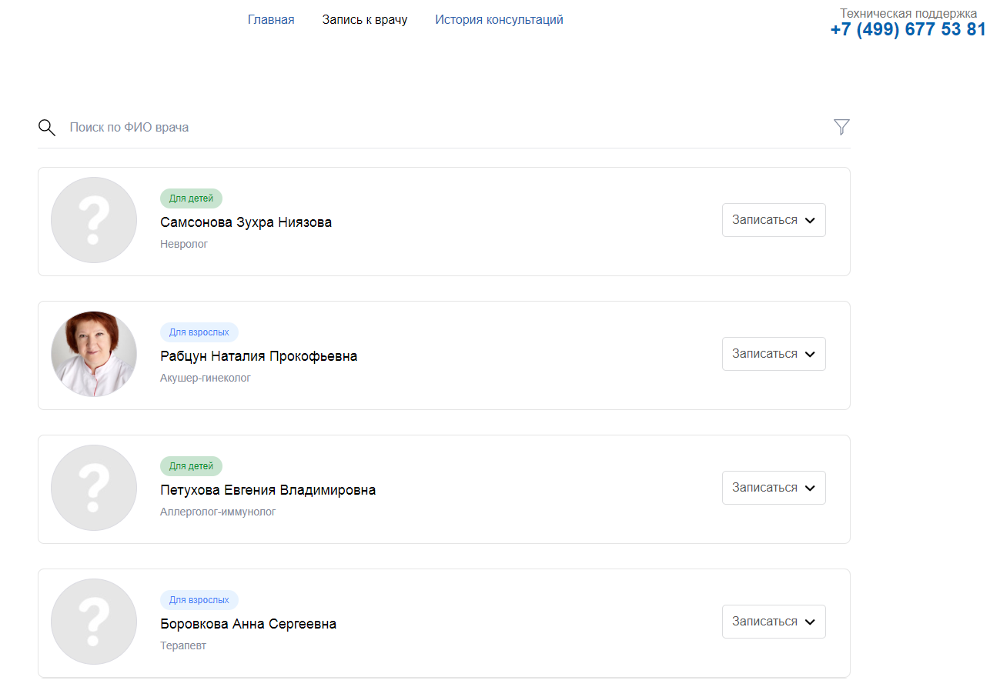 Главная Запись к врачу История консультаций Техническая поддержка
+7 (499) 677 53 81
Поиск по ФИО врача
Для детей
Самсонова Зухра Ниязова
Невролог
Записаться
Для взрослых
Рабцун Наталия Прокофьевна
Акушер-гинеколог
Записаться
Для детей
Петухова Евгения Владимировна
Аллерголог-иммунолог
Записаться
Для взрослых
Боровкова Анна Сергеевна
Терапевт
Записаться